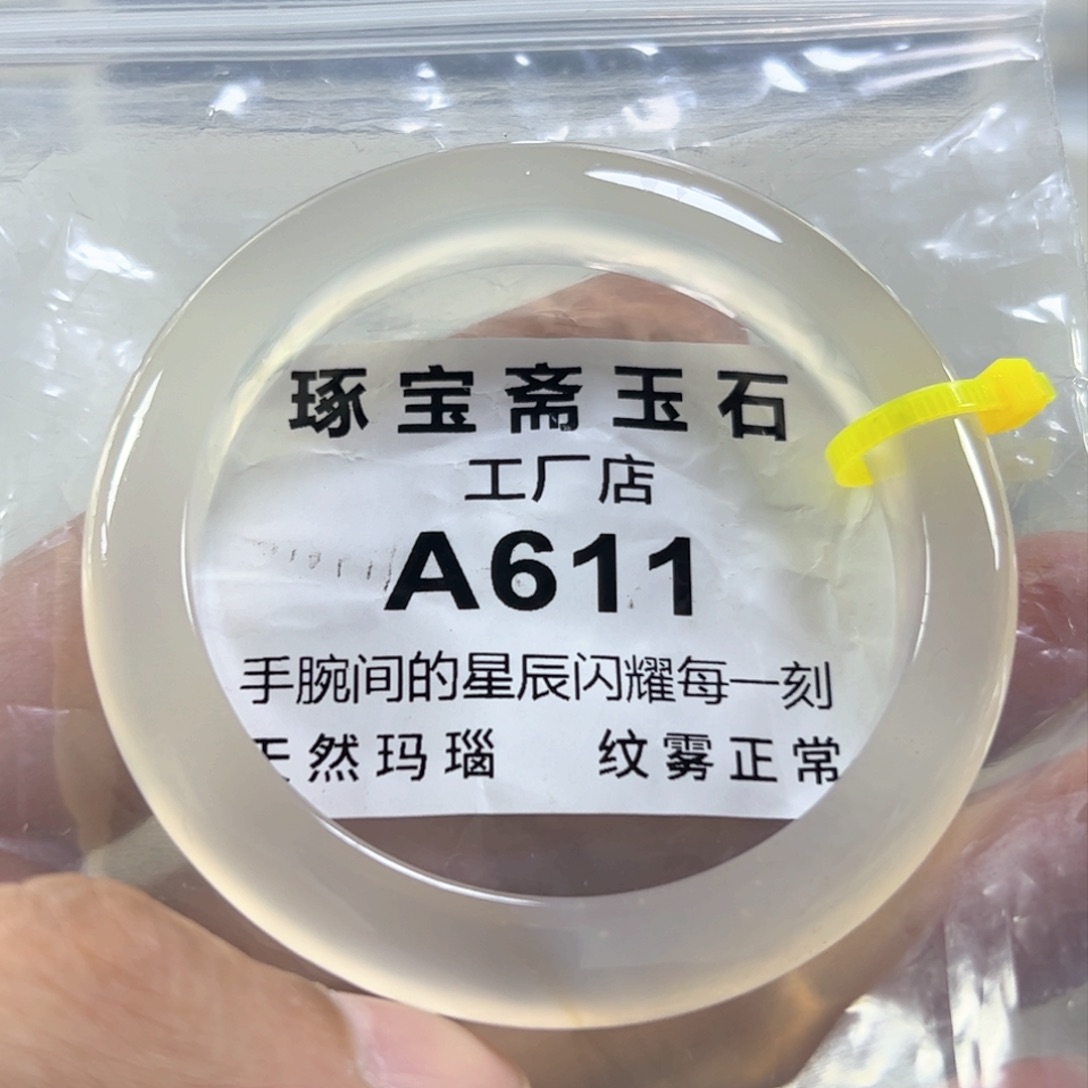 琢宝斋玉石
工厂店
A611
手腕间的星辰闪耀每一刻
天然玛瑙 纹雾正常